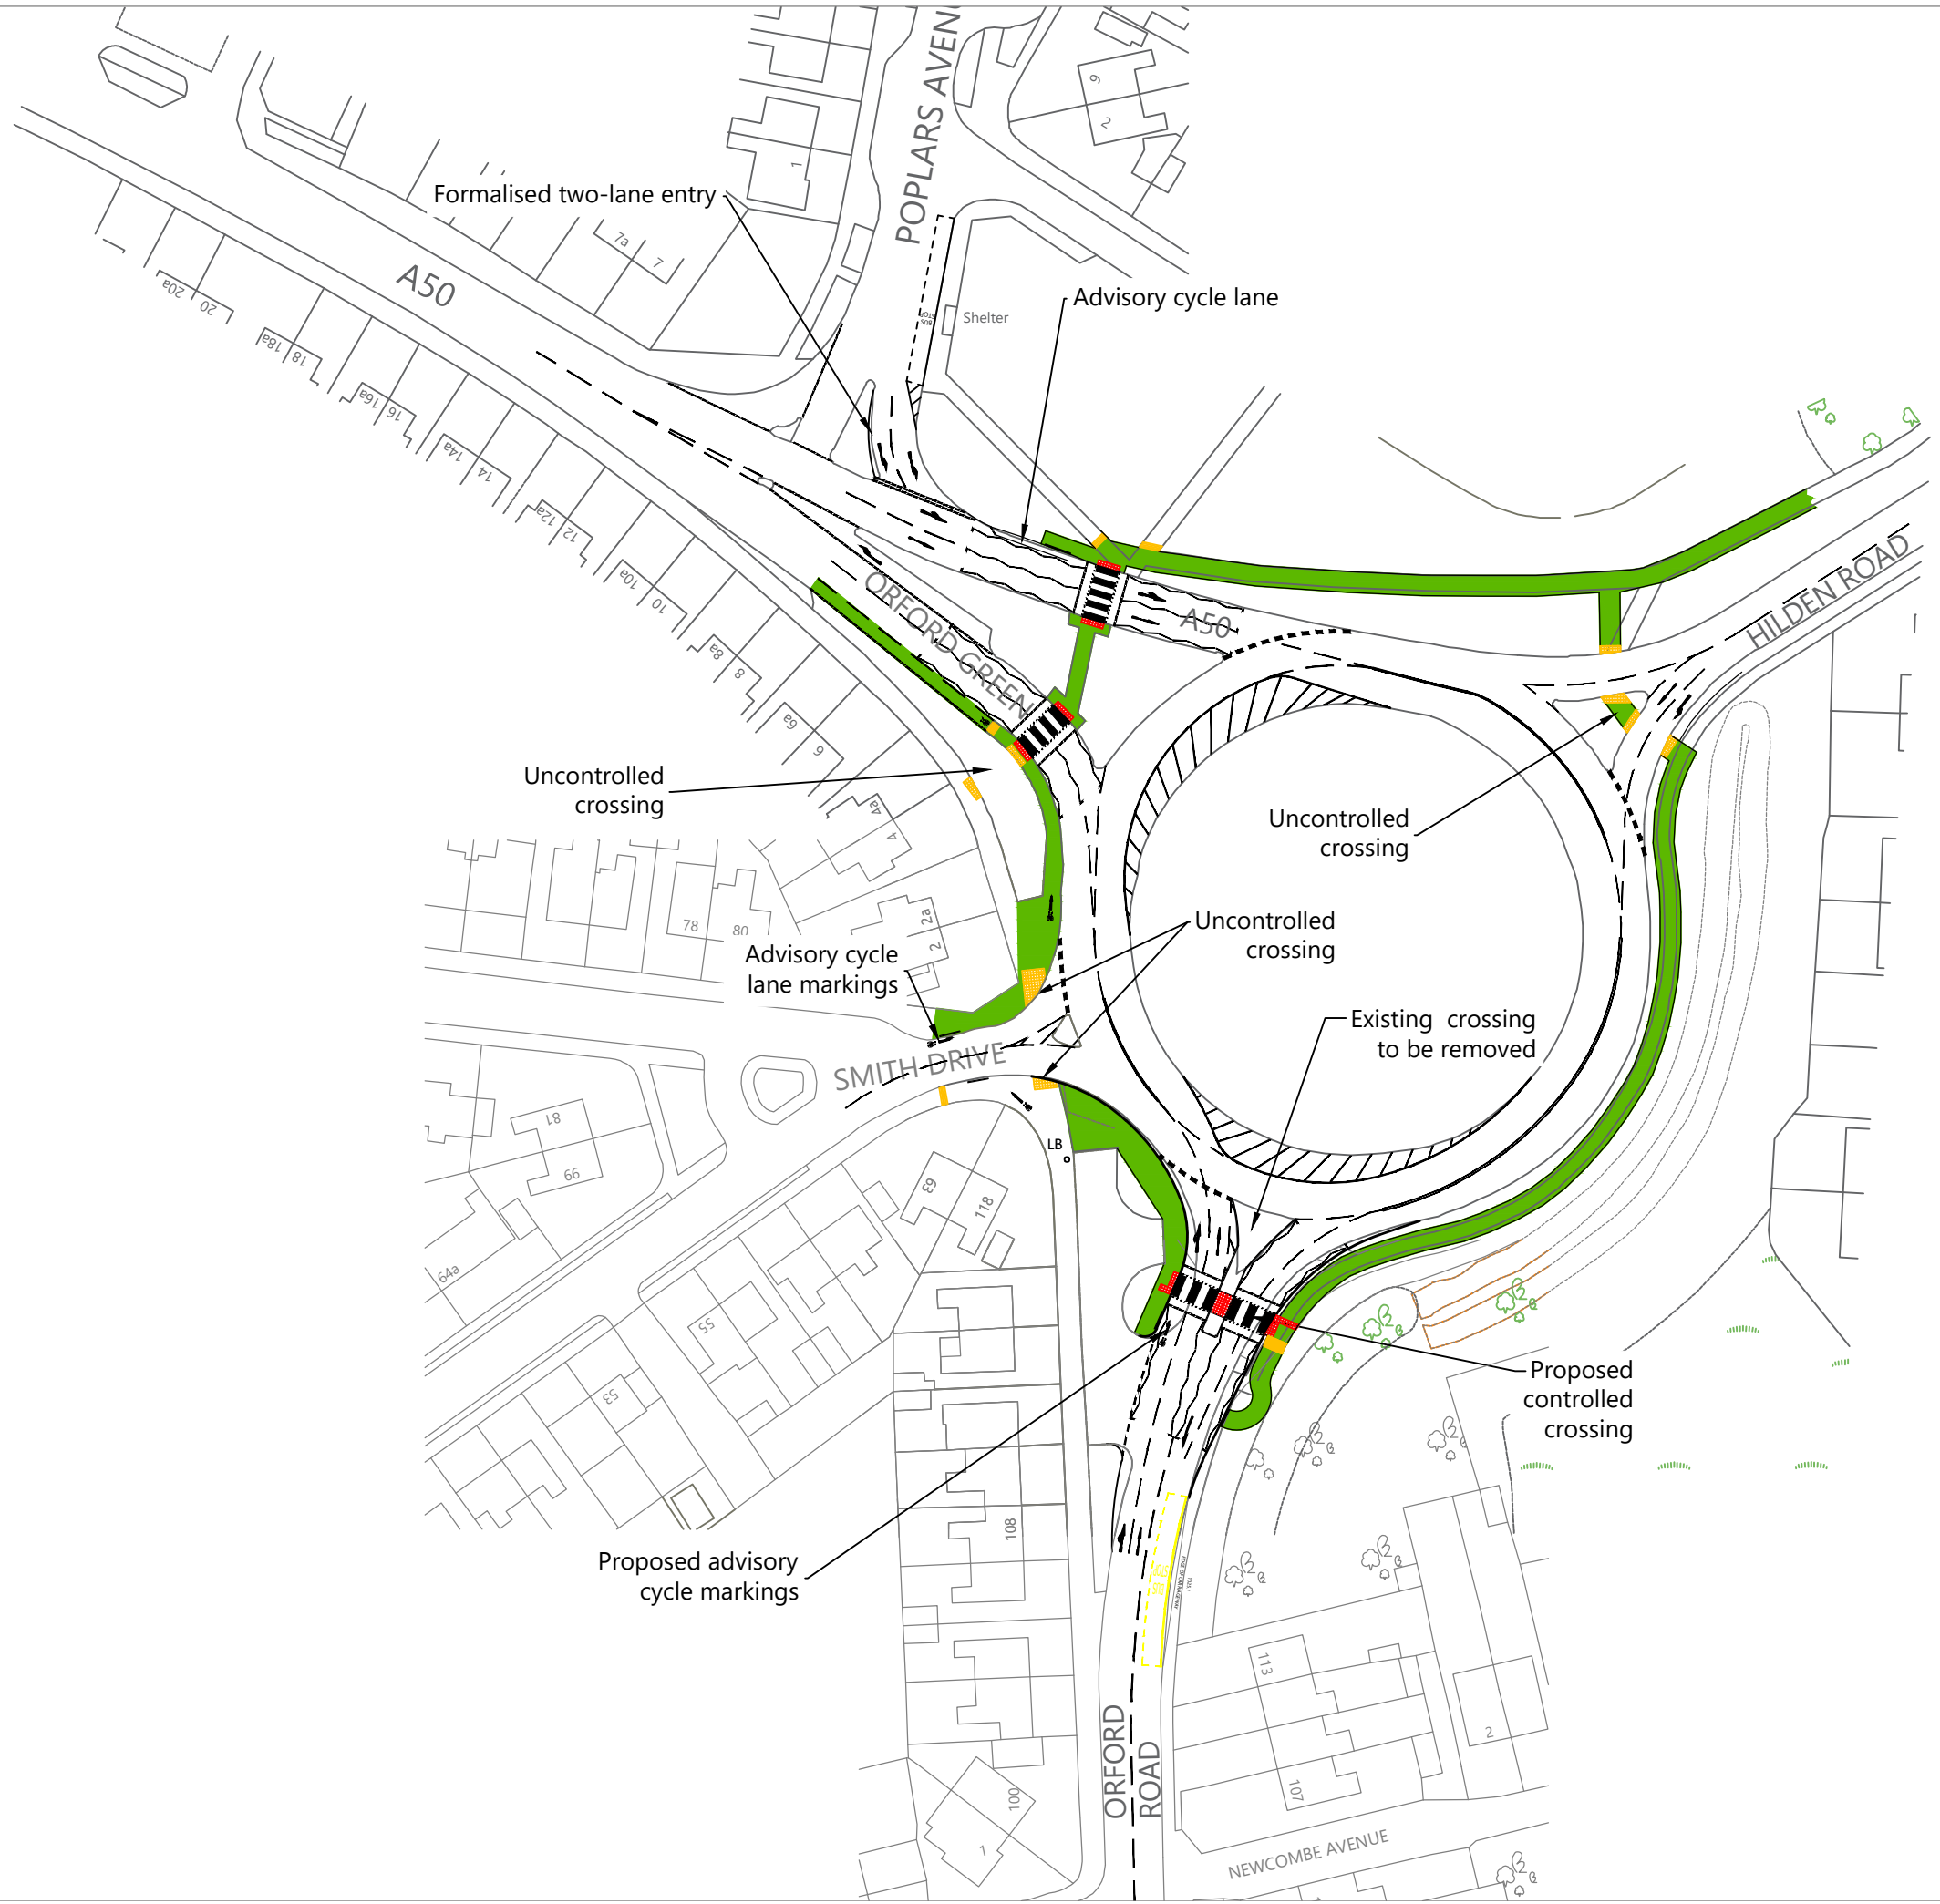 POPLARS AVENU
9
2
1
Formalised two-lane entry
7a
7
A50
20a
20
Advisory cycle lane
BUS
STOP
Shelter
18a
18
16a
16
14a
14
12a
12
10a
10
8a
8
6a
6
4a
4
ORFORD GREEN
A50
HILDEN ROAD
Uncontrolled
crossing
Uncontrolled
crossing
78
80
2a
2
Uncontrolled
crossing
Advisory cycle
lane markings
Existing crossing
to be removed
SMITH DRIVE
81
66
LB
63
118
64a
55
53
Proposed
controlled
crossing
108
Proposed advisory
cycle markings
113
2
107
ORFORD
ROAD
100
1
NEWCOMBE AVENUE